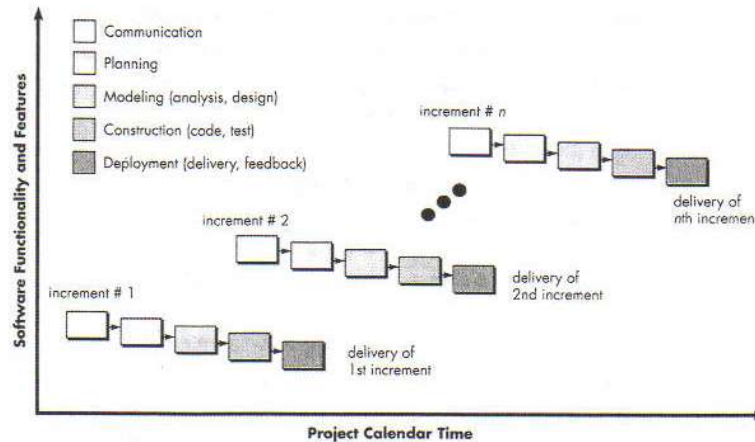 Communication
Planning
Modeling (analysis, design)
Construction (code, test)
Deployment (delivery, feedback)
increment # n
delivery of
nth increment
increment # 2
delivery of
2nd increment
increment # 1
delivery of
1st increment
Software Functionality and Features
Project Calendar Time